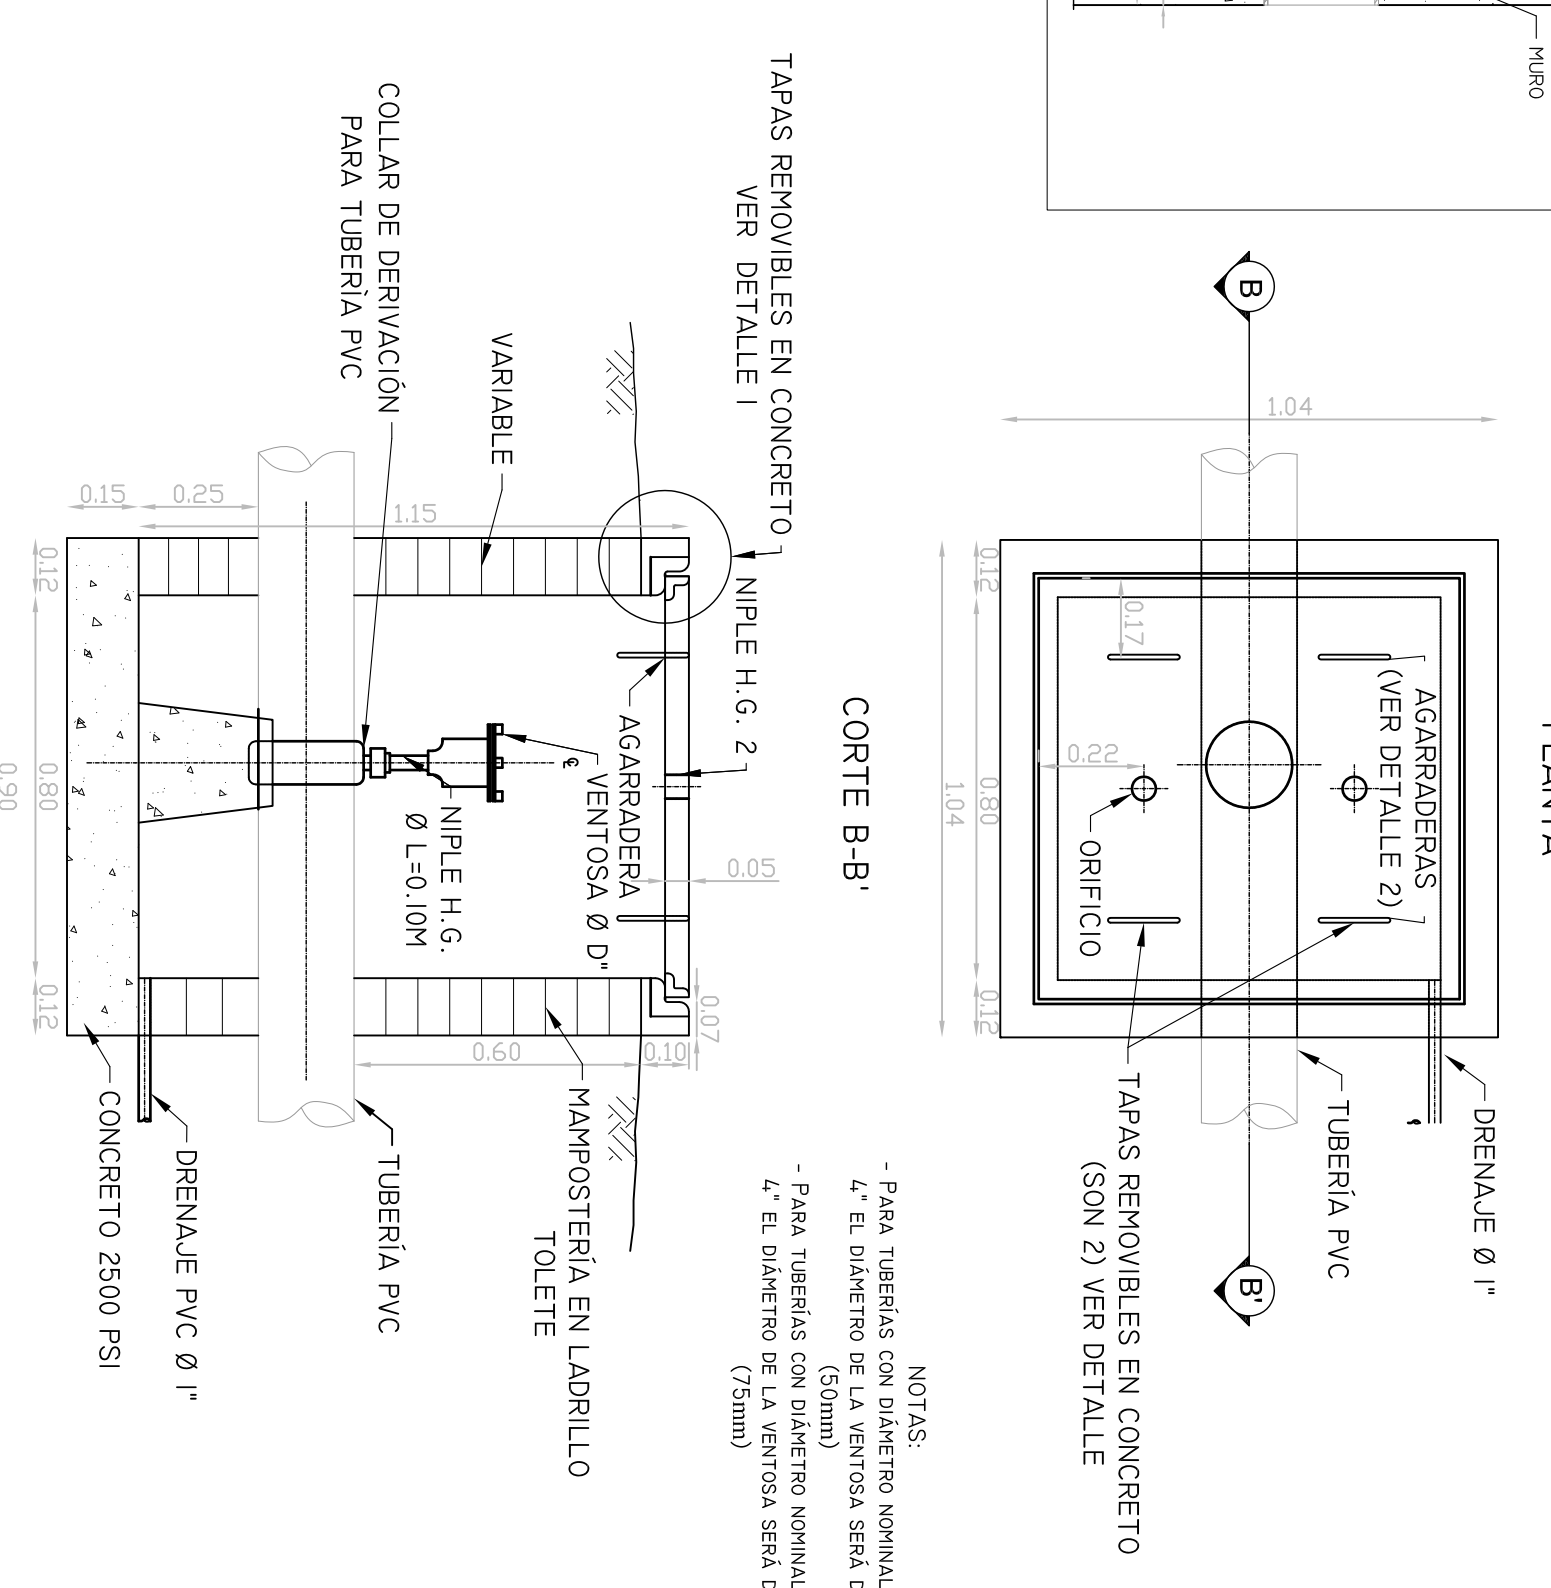 MURO
B
1.04
0.12
0.17
0.22
0.80
1.04
0.12
AGARRADERAS
(VER DETALLE 2)
ORIFICIO
DRENAJE Ø 1"
TUBERÍA PVC
TAPAS REMOVIBLES EN CONCRETO
(SON 2) VER DETALLE
B'
CORTE B-B'
TAPAS REMOVIBLES EN CONCRETO
VER DETALLE 1
COLLAR DE DERIVACIÓN
PARA TUBERÍA PVC
VARIABLE
NIPLE H.G. 2
AGARRADERA
VENTOSA Ø D"
NIPLE H.G.
Ø L=0.10M
0.15
0.25
1.15
0.05
0.07
0.12
0.80
0.12
0.90
0.60
0.10
MAMPOSTERÍA EN LADRILLO
TOLETE
TUBERÍA PVC
DRENAJE PVC Ø 1"
CONCRETO 2500 PSI
NOTAS:
- PARA TUBERÍAS CON DIÁMETRO NOMINAL
4" EL DIÁMETRO DE LA VENTOSA SERÁ
(50mm)
- PARA TUBERÍAS CON DIÁMETRO NOMINAL
4" EL DIÁMETRO DE LA VENTOSA SERÁ
(75mm)